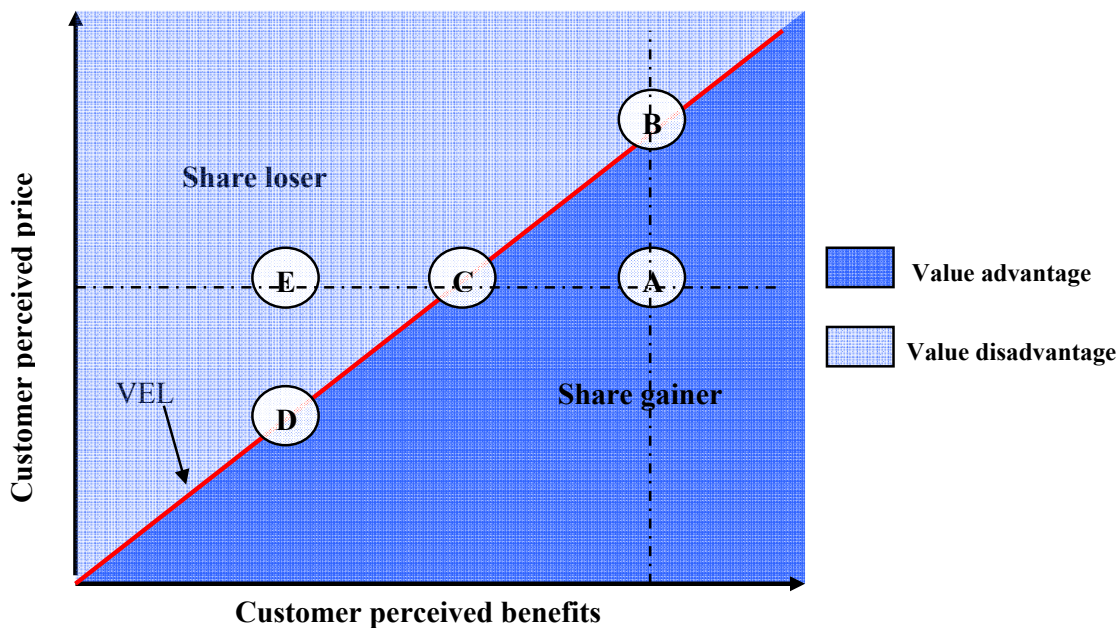 B
Share loser
Customer perceived price
E
C
A
Value advantage
Value disadvantage
VEL
Share gainer
D
Customer perceived benefits